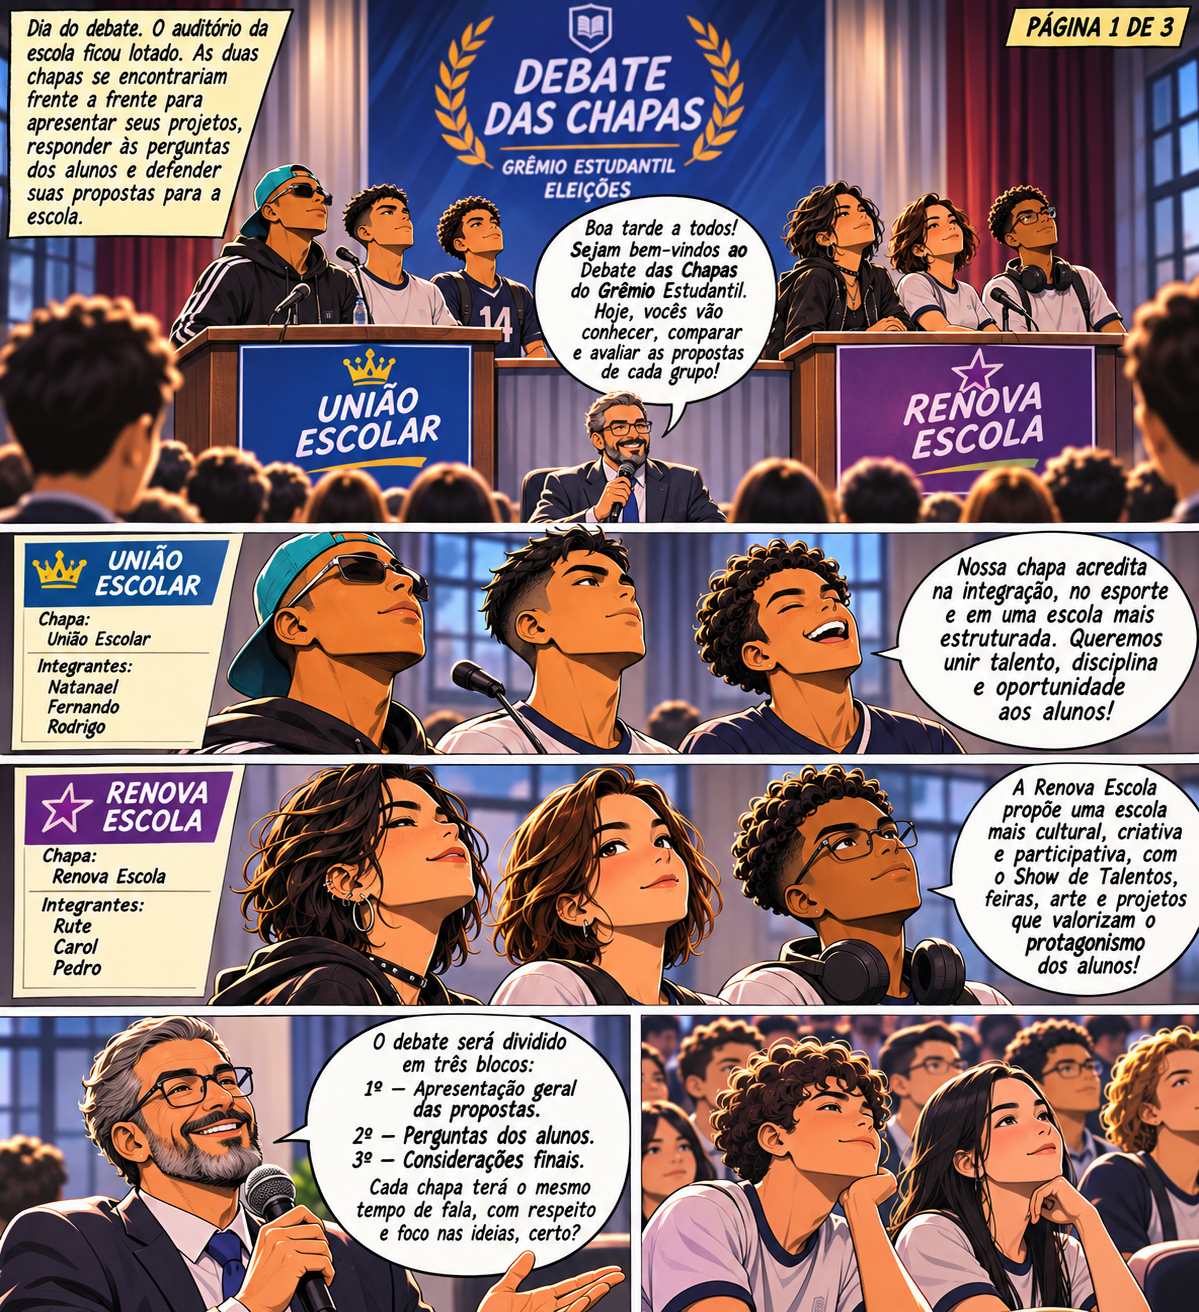 Dia do debate. O auditório da
escola ficou lotado. As duas
chapas se encontrariam
frente a frente para
apresentar seus projetos,
responder às perguntas
dos alunos e defender
suas propostas para a
escola.
PÁGINA 1 DE 3
DEBATE
DAS CHAPAS
GRÊMIO ESTUDANTIL
ELEIÇÕES
Boa tarde a todos!
Sejam bem-vindos ao
Debate das Chapas
do Grêmio Estudantil.
Hoje, vocês vão
conhecer, comparar
e avaliar as propostas
de cada grupo!
14
UNIÃO
ESCOLAR
RENOVA
ESCOLA
UNIÃO
ESCOLAR
Chapa:
União Escolar
Integrantes:
Natanael
Fernando
Rodrigo
Nossa chapa acredita
na integração, no esporte
e em uma escola mais
estruturada. Queremos
unir talento, disciplina
e oportunidade
aos alunos!
RENOVA
ESCOLA
Chapa:
Renova Escola
Integrantes:
Rute
Carol
Pedro
A Renova Escola
propõe uma escola
mais cultural, criativa
e participativa, com
o Show de Talentos,
feiras, arte e projetos
que valorizam o
protagonismo
dos alunos!
O debate será dividido
em três blocos:
1º — Apresentação geral
das propostas.
2º — Perguntas dos alunos.
3º — Considerações finais.
Cada chapa terá o mesmo
tempo de fala, com respeito
e foco nas ideias, certo?